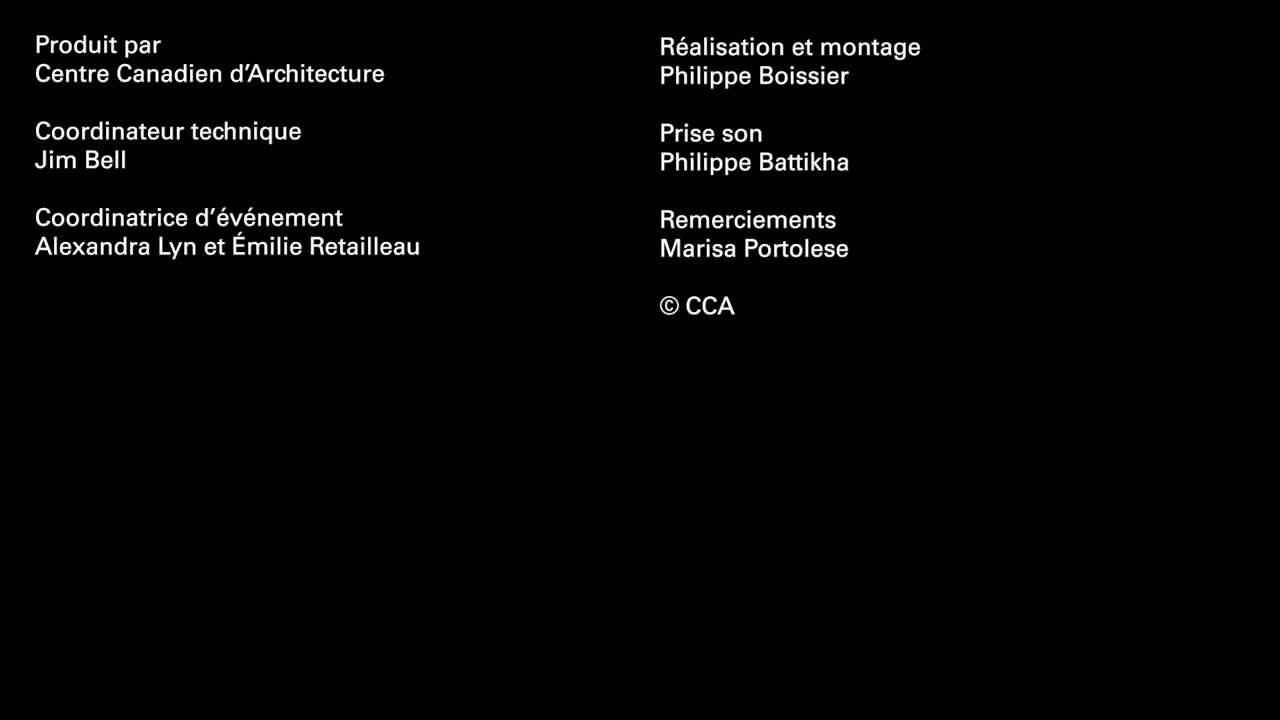 Produit par
Centre Canadien d’Architecture
Coordinateur technique
Jim Bell
Coordinatrice d’événement
Alexandra Lyn et Émilie Retailleau
Réalisation et montage
Philippe Boissier
Prise son
Philippe Battikha
Remerciements
Marisa Portolese
© CCA